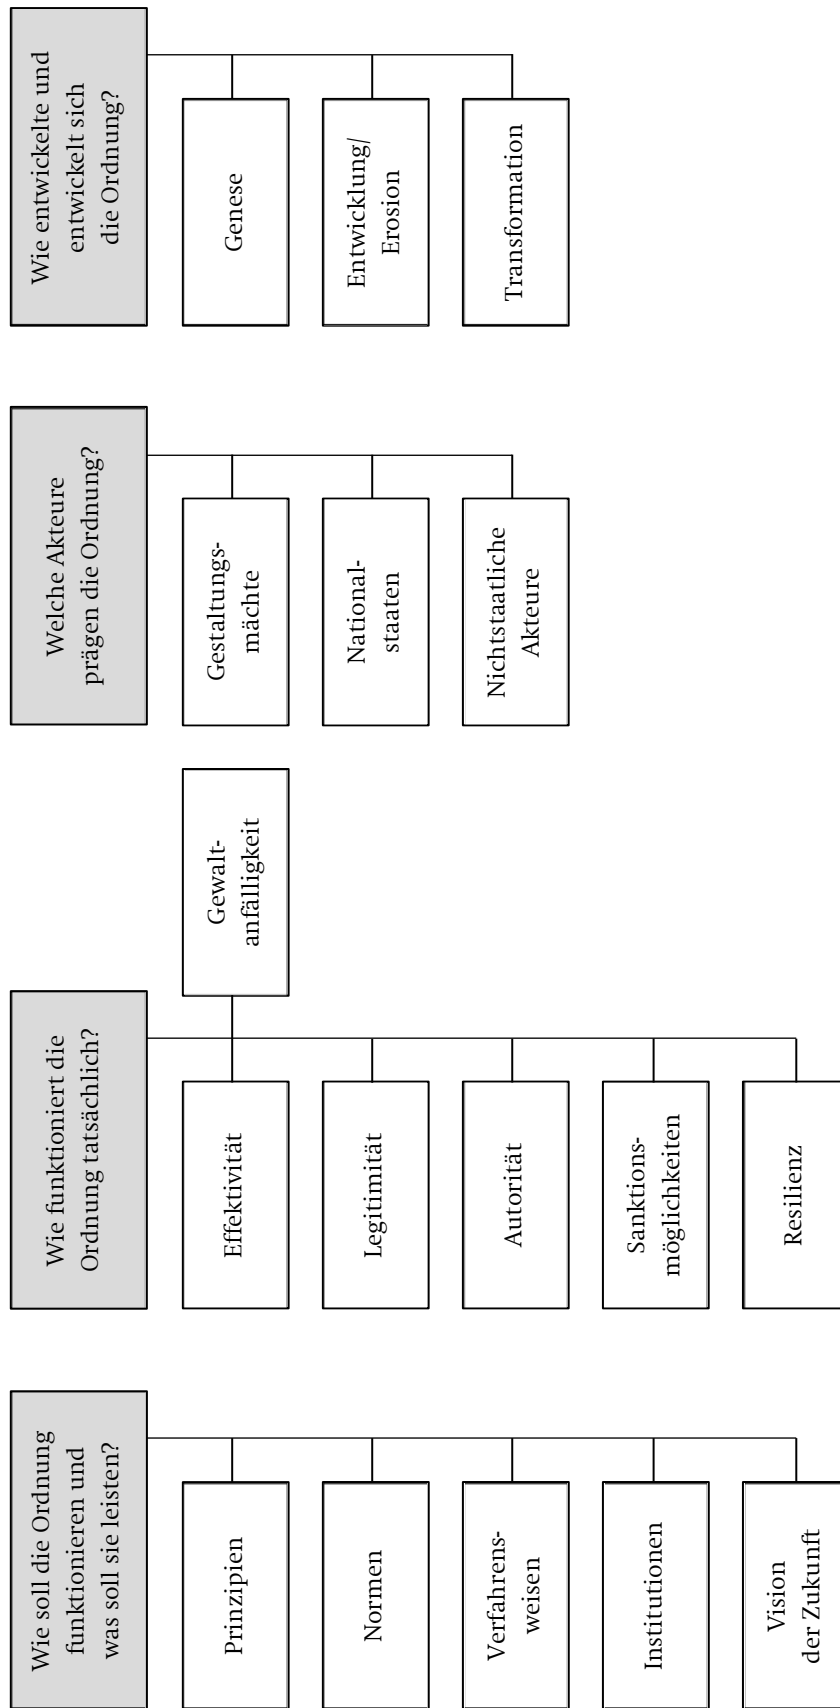 Wie soll die Ordnung
funktionieren und
was soll sie leisten?
Prinzipien
Normen
Verfahrens-
weisen
Institutionen
Vision
der Zukunft
Wie funktioniert die
Ordnung tatsächlich?
Effektivität
Gewalt-
anfälligkeit
Legitimität
Autorität
Sanktions-
möglichkeiten
Resilienz
Welche Akteure
prägen die Ordnung?
Gestaltungs-
mächte
National-
staaten
Nichtstaatliche
Akteure
Wie entwickelte und
entwickelt sich
die Ordnung?
Genese
Entwicklung/
Erosion
Transformation